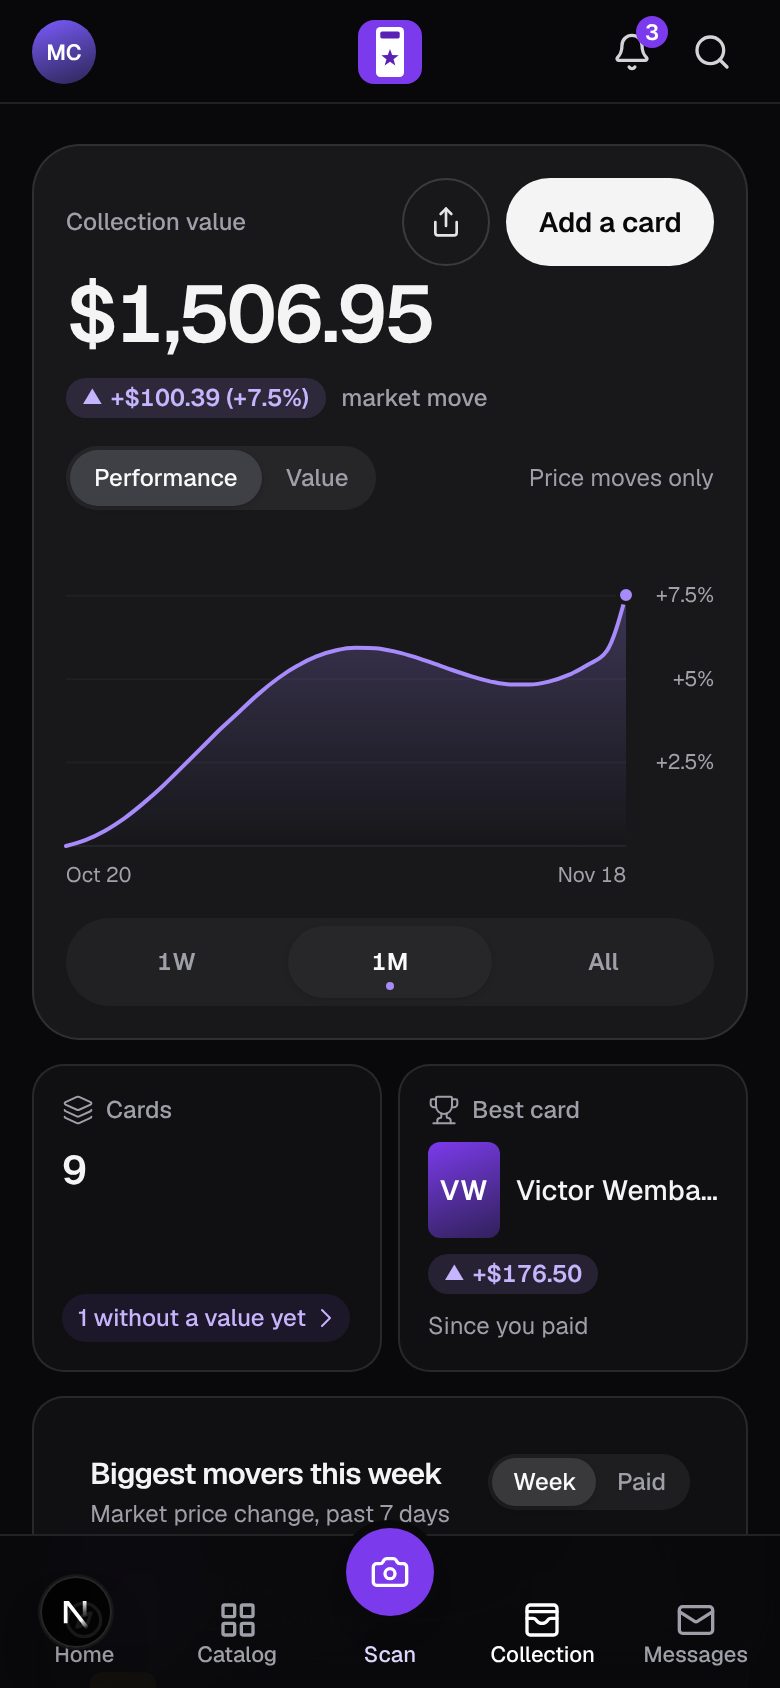 MC
3
Collection value
Add a card
$1,506.95
▲ +$100.39 (+7.5%) market move
Performance Value Price moves only
+7.5%
+5%
+2.5%
Oct 20 Nov 18
1W 1M All
Cards
9
1 without a value yet
Best card
VW Victor Wemba...
▲ +$176.50
Since you paid
Biggest movers this week
Market price change, past 7 days
Week Paid
N
Home Catalog Scan Collection Messages